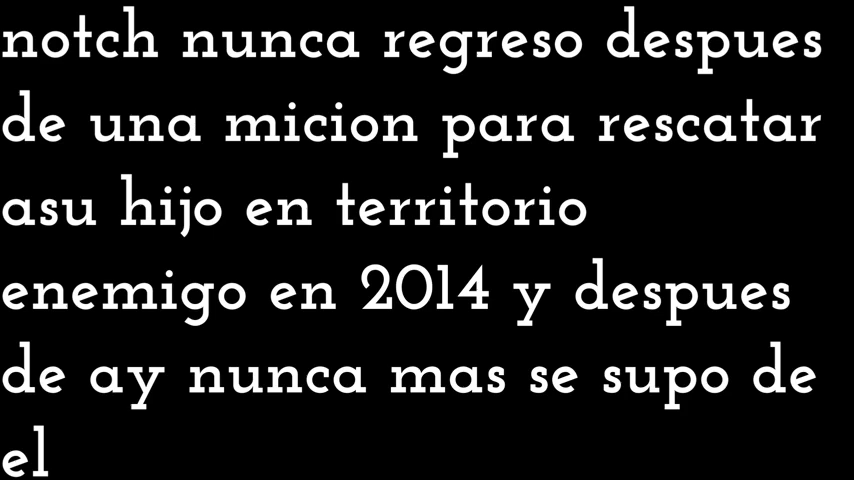 notch nunca regreso despues
de una micion para rescatar
asu hijo en territorio
enemigo en 2014 y despues
de ay nunca mas se supo de
el